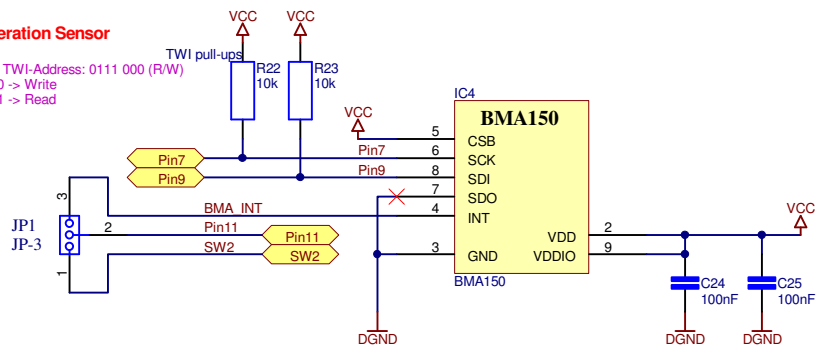 eration Sensor
TWI-Address: 0111 000 (R/W)
0 -> Write
1 -> Read
VCC
VCC
TWI pull-ups
R22
10k
R23
10k
VCC
IC4
BMA150
5
CSB
Pin7
Pin7
6
SCK
Pin9
Pin9
8
SDI
7
SDO
BMA_INT
4
INT
3
JP1
JP-3
2
Pin11
Pin11
1
SW2
SW2
3
GND
VDD
2
VDDIO
9
VCC
BMA150
C24
100nF
C25
100nF
DGND
DGND
DGND